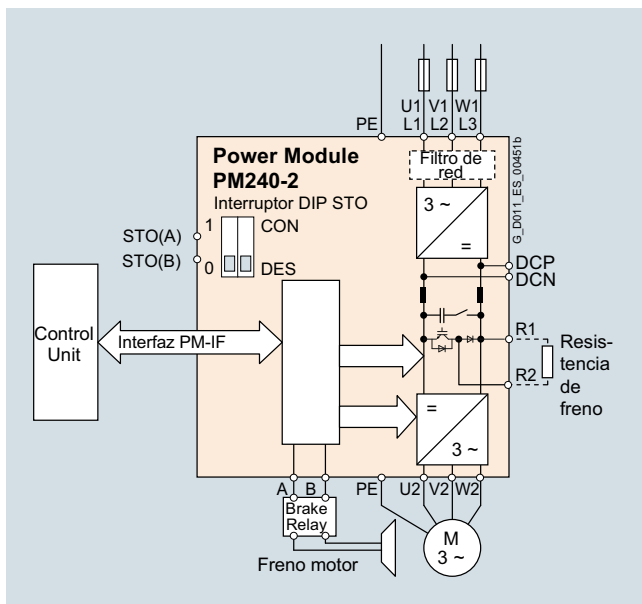 U1 V1 W1
PE L1 L2 L3
Power Module
PM240-2
Filtro de
red
G_D011_ES_00451b
Interruptor DIP STO
1 CON
STO(A)
STO(B)
0 DES
3 ~
=
DCP
DCN
Control
Unit
Interfaz PM-IF
R1
R2
Resis-
tencia
de
freno
=
3 ~
A B PE U2 V2 W2
Brake
Relay
M
3 ~
Freno motor